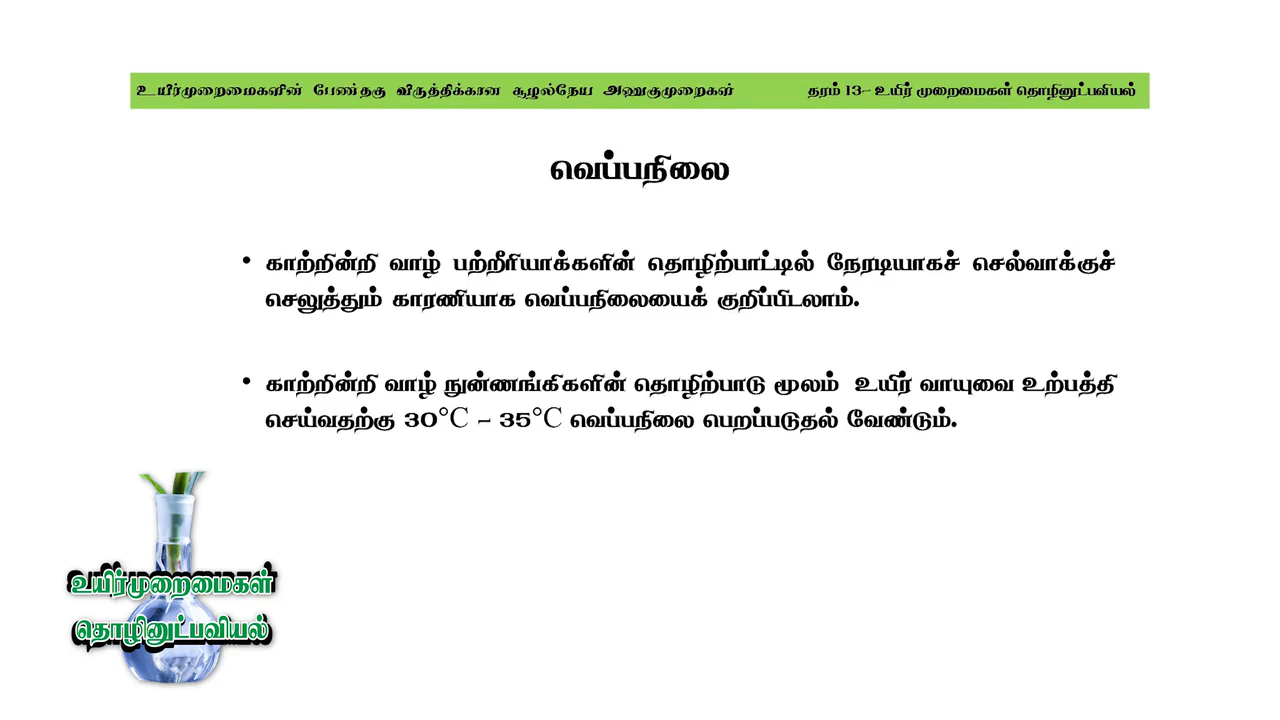 உயிர்முறைமைகளின் பேண்தகு விருத்திக்கான சூழல்நேய அணுகுமுறைகள்
தரம் 13– உயிர் முறைமைகள் தொழினுட்பவியல்
வெப்பநிலை
• காற்றின்றி வாழ் பற்றீரியாக்களின் தொழிற்பாட்டில் நேரடியாகச் செல்வாக்குச்
செலுத்தும் காரணியாக வெப்பநிலையைக் குறிப்பிடலாம்.
• காற்றின்றி வாழ் நுன்ணங்கிகளின் தொழிற்பாடு மூலம் உயிர் வாயுவை உற்பத்தி
செய்வதற்கு 30℃ – 35℃ வெப்பநிலை பெறப்படுதல் வேண்டும்.
உயிர்முறைமைகள்
தொழினுட்பவியல்